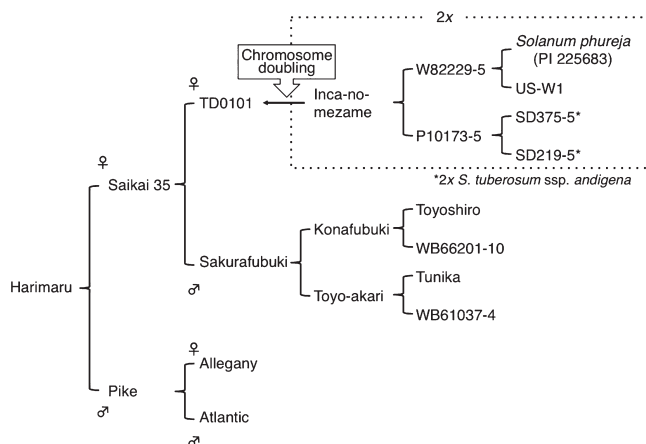 2x
Chromosome
doubling
Solanum phureja
(PI 225683)
W82229-5
US-W1
♀
TD0101
Inca-no-
mezame
SD375-5*
P10173-5
SD219-5*
*2x S. tuberosum ssp. andigena
♀
Saikai 35
Toyoshiro
Konafubuki
WB66201-10
Sakurafubuki
♂
Tunika
Toyo-akari
WB61037-4
Harimaru
♀
Allegany
Pike
♂
Atlantic
♂